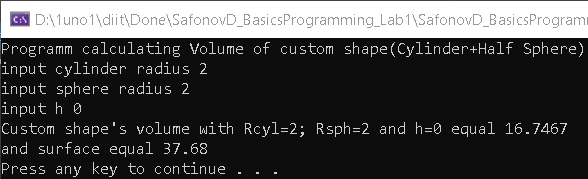 D:\1uno1\diit\Done\SafonovD_BasicsProgramming_Lab1\SafonovD_BasicsProgramm
Programm calculating Volume of custom shape(Cylinder+Half Sphere)
input cylinder radius 2
input sphere radius 2
input h 0
Custom shape's volume with Rcyl=2; Rsph=2 and h=0 equal 16.7467
and surface equal 37.68
Press any key to continue . . .